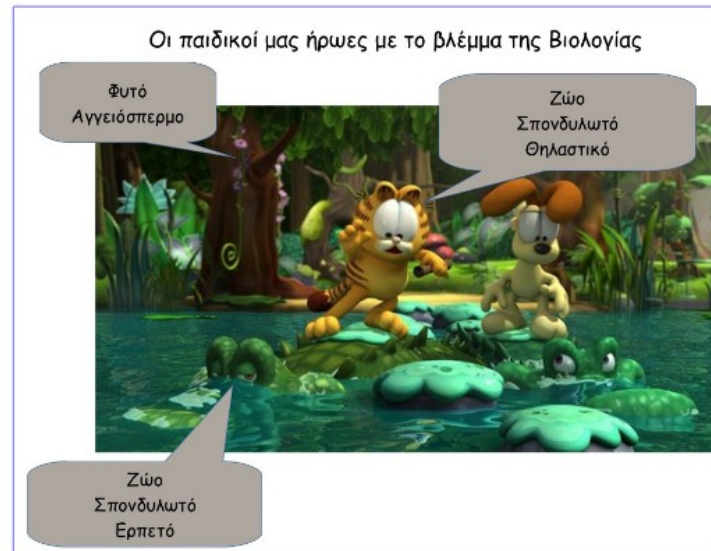 Οι παιδικοί μας ήρωες με το βλέμμα της Βιολογίας
Φυτό
Αγγειόσπερμο
Ζώο
Σπονδυλωτό
Θηλαστικό
Ζώο
Σπονδυλωτό
Ερπετό